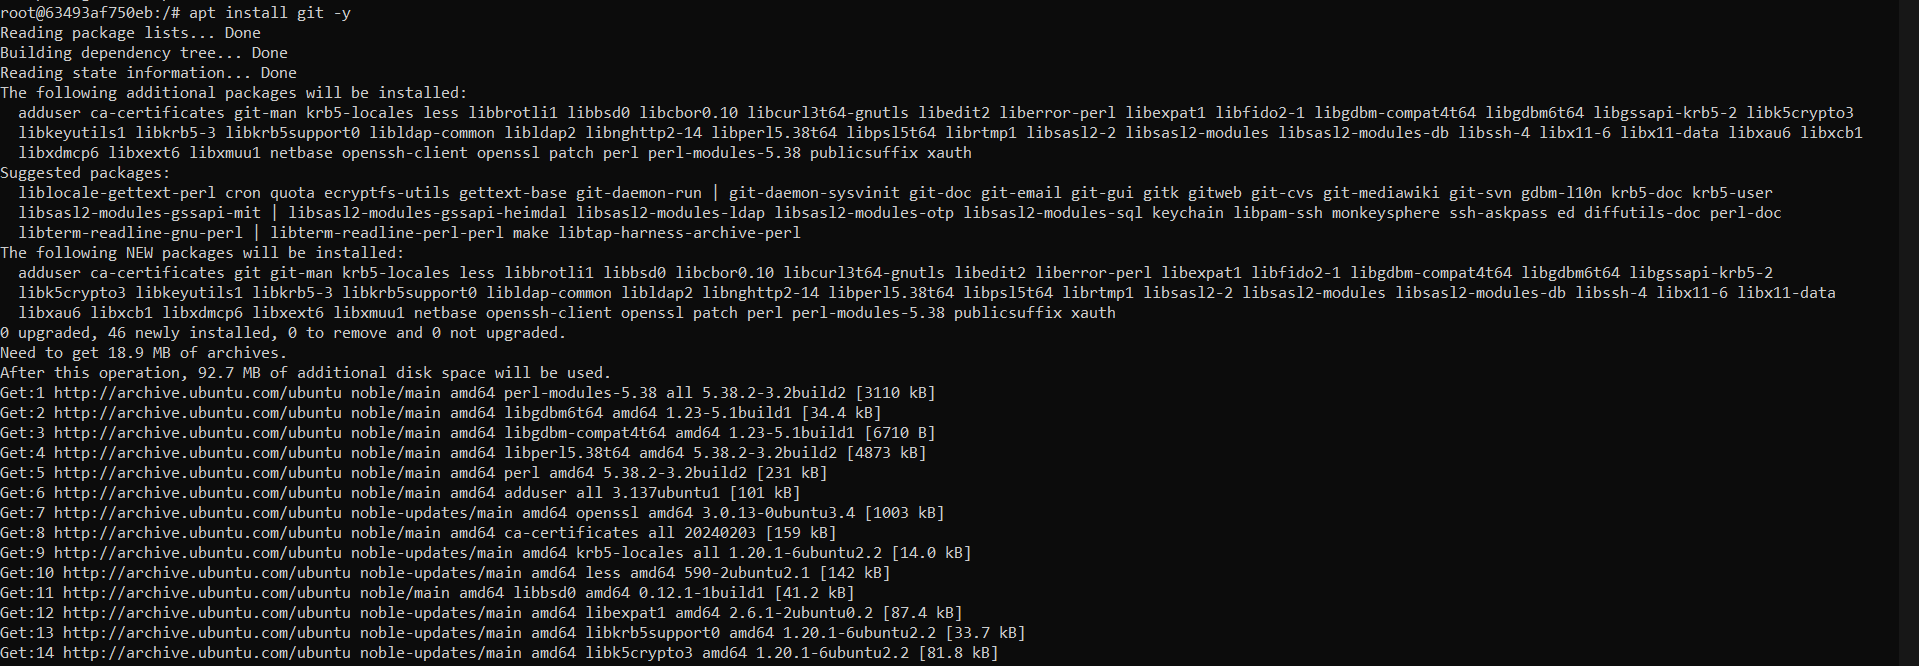 root@63493af750eb:/# apt install git -y
Reading package lists... Done
Building dependency tree... Done
Reading state information... Done
The following additional packages will be installed:
  adduser ca-certificates git-man krb5-locales less libbrotli1 libbsd0 libcbor0.10 libcurl3t64-gnutls libedit2 liberror-perl libexpat1 libfido2-1 libgdbm-compat4t64 libgdbm6t64 libgssapi-krb5-2 libk5crypto3
  libkeyutils1 libkrb5-3 libkrb5support0 libldap-common libldap2 libnghttp2-14 libperl5.38t64 libpsl5t64 librtmp1 libsasl2-2 libsasl2-modules libsasl2-modules-db libssh-4 libx11-6 libx11-data libxau6 libxcb1
  libxdmcp6 libxext6 libxmuu1 netbase openssh-client openssl patch perl perl-modules-5.38 publicsuffix xauth
Suggested packages:
  liblocale-gettext-perl cron quota ecryptfs-utils gettext-base git-daemon-run | git-daemon-sysvinit git-doc git-email git-gui gitk gitweb git-cvs git-mediawiki git-svn gdbm-l10n krb5-doc krb5-user
  libsasl2-modules-gssapi-mit | libsasl2-modules-gssapi-heimdal libsasl2-modules-ldap libsasl2-modules-otp libsasl2-modules-sql keychain libpam-ssh monkeysphere ssh-askpass ed diffutils-doc perl-doc
  libterm-readline-gnu-perl | libterm-readline-perl-perl make libtap-harness-archive-perl
The following NEW packages will be installed:
  adduser ca-certificates git git-man krb5-locales less libbrotli1 libbsd0 libcbor0.10 libcurl3t64-gnutls libedit2 liberror-perl libexpat1 libfido2-1 libgdbm-compat4t64 libgdbm6t64 libgssapi-krb5-2
  libk5crypto3 libkeyutils1 libkrb5-3 libkrb5support0 libldap-common libldap2 libnghttp2-14 libperl5.38t64 libpsl5t64 librtmp1 libsasl2-2 libsasl2-modules libsasl2-modules-db libssh-4 libx11-6 libx11-data
  libxau6 libxcb1 libxdmcp6 libxext6 libxmuu1 netbase openssh-client openssl patch perl perl-modules-5.38 publicsuffix xauth
0 upgraded, 46 newly installed, 0 to remove and 0 not upgraded.
Need to get 18.9 MB of archives.
After this operation, 92.7 MB of additional disk space will be used.
Get:1 http://archive.ubuntu.com/ubuntu noble/main amd64 perl-modules-5.38 all 5.38.2-3.2build2 [3110 kB]
Get:2 http://archive.ubuntu.com/ubuntu noble/main amd64 libgdbm6t64 amd64 1.23-5.1build1 [34.4 kB]
Get:3 http://archive.ubuntu.com/ubuntu noble/main amd64 libgdbm-compat4t64 amd64 1.23-5.1build1 [6710 B]
Get:4 http://archive.ubuntu.com/ubuntu noble/main amd64 libperl5.38t64 amd64 5.38.2-3.2build2 [4873 kB]
Get:5 http://archive.ubuntu.com/ubuntu noble/main amd64 perl amd64 5.38.2-3.2build2 [231 kB]
Get:6 http://archive.ubuntu.com/ubuntu noble/main amd64 adduser all 3.137ubuntu1 [101 kB]
Get:7 http://archive.ubuntu.com/ubuntu noble-updates/main amd64 openssl amd64 3.0.13-0ubuntu3.4 [1003 kB]
Get:8 http://archive.ubuntu.com/ubuntu noble/main amd64 ca-certificates all 20240203 [159 kB]
Get:9 http://archive.ubuntu.com/ubuntu noble-updates/main amd64 krb5-locales all 1.20.1-6ubuntu2.2 [14.0 kB]
Get:10 http://archive.ubuntu.com/ubuntu noble-updates/main amd64 less amd64 590-2ubuntu2.1 [142 kB]
Get:11 http://archive.ubuntu.com/ubuntu noble/main amd64 libbsd0 amd64 0.12.1-1build1 [41.2 kB]
Get:12 http://archive.ubuntu.com/ubuntu noble-updates/main amd64 libexpat1 amd64 2.6.1-2ubuntu0.2 [87.4 kB]
Get:13 http://archive.ubuntu.com/ubuntu noble-updates/main amd64 libkrb5support0 amd64 1.20.1-6ubuntu2.2 [33.7 kB]
Get:14 http://archive.ubuntu.com/ubuntu noble-updates/main amd64 libk5crypto3 amd64 1.20.1-6ubuntu2.2 [81.8 kB]